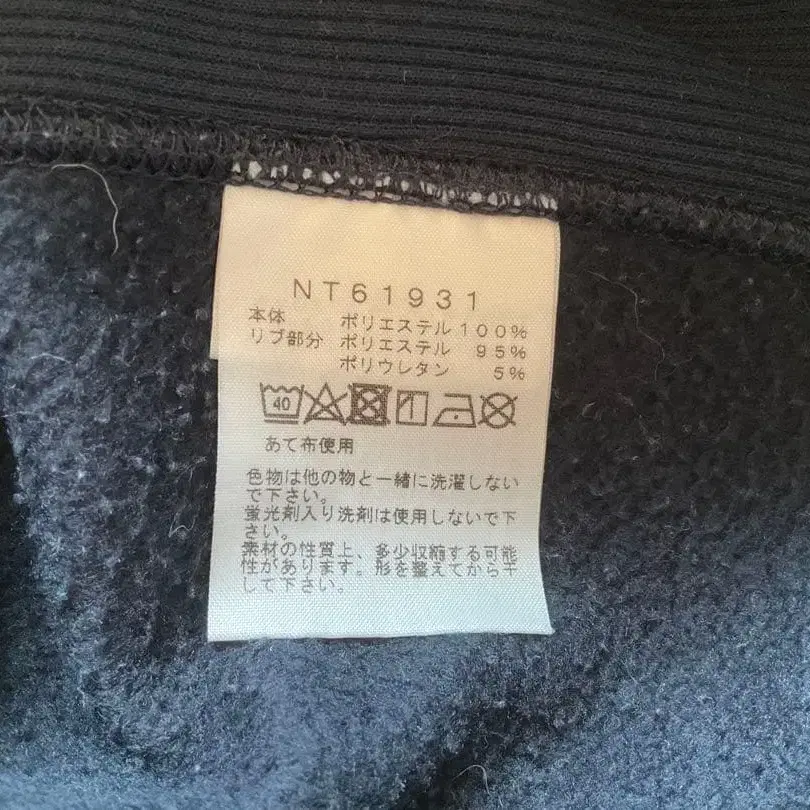 NT61931
本体 ポリエステル100%
リブ部分 ポリエステル 95%
ポリウレタン 5%
40
あて布使用
色物は他の物と一緒に洗濯しない
で下さい。
蛍光剤入り洗剤は使用しないで下
さい。
素材の性質上、多少収縮する可能
性があります。形を整えてから干
して下さい。